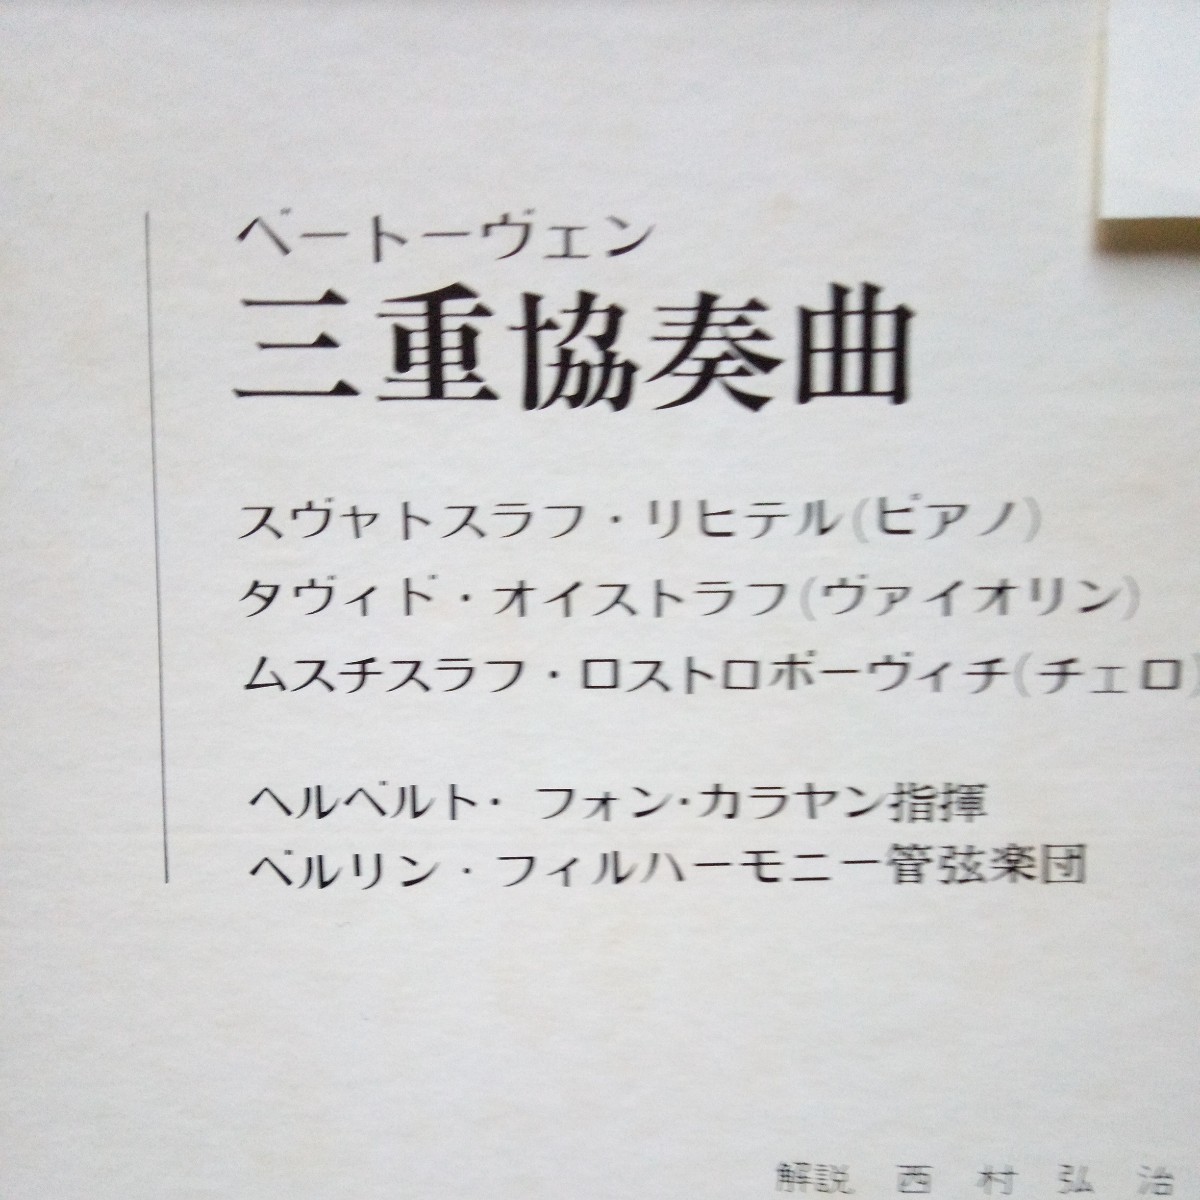 ベートーヴェン
三重協奏曲
スヴャトスラフ・リヒテル(ピアノ)
タヴィド・オイストラフ(ヴァイオリン)
ムスチスラフ・ロストロポーヴィチ(チェロ)
ヘルベルト・フォン・カラヤン指揮
ベルリン・フィルハーモニー管弦楽団
解説 西村弘治